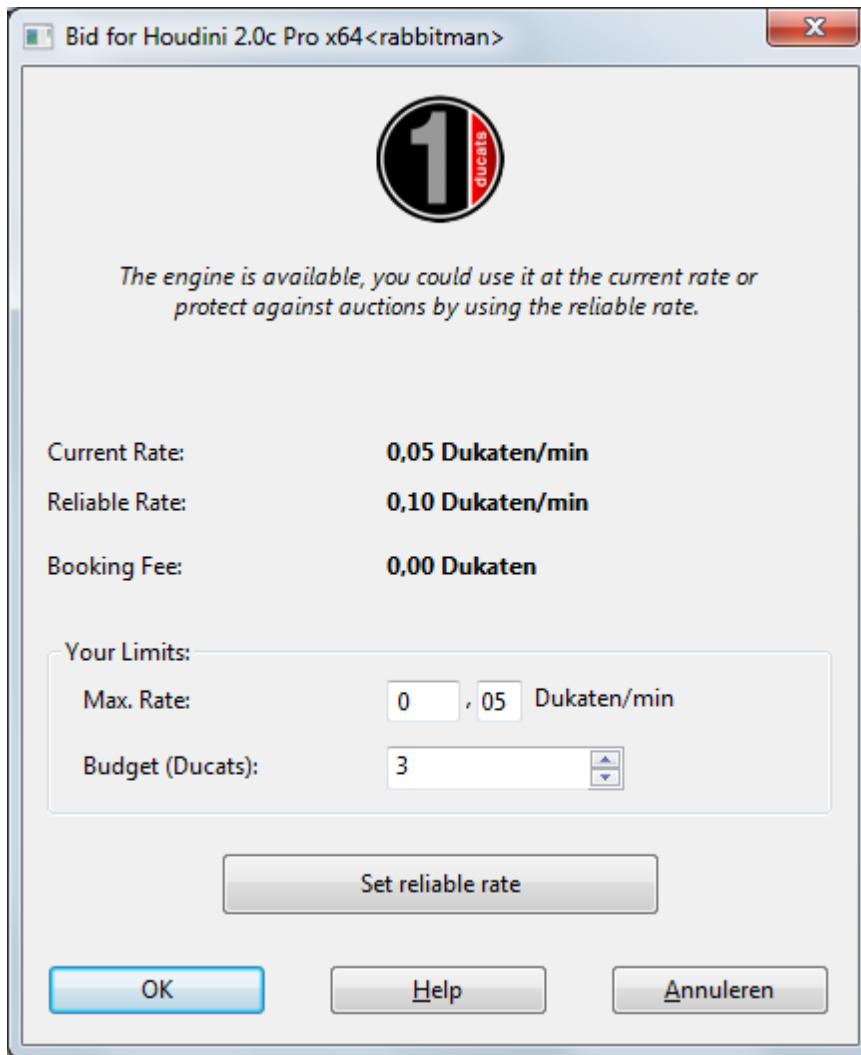 Bid for Houdini 2.0c Pro x64<rabbitman>
1
ducats
The engine is available, you could use it at the current rate or
protect against auctions by using the reliable rate.
Current Rate: 0,05 Dukaten/min
Reliable Rate: 0,10 Dukaten/min
Booking Fee: 0,00 Dukaten
Your Limits:
Max. Rate: 0 , 05 Dukaten/min
Budget (Ducats): 3
Set reliable rate
OK Help Annuleren